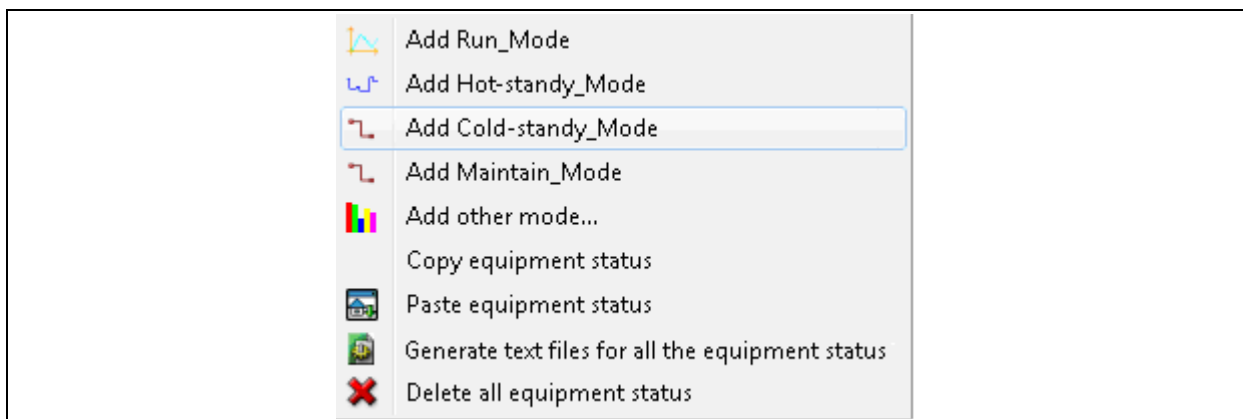 Add Run_Mode
Add Hot-standy_Mode
Add Cold-standy_Mode
Add Maintain_Mode
Add other mode...
Copy equipment status
Paste equipment status
Generate text files for all the equipment status
Delete all equipment status